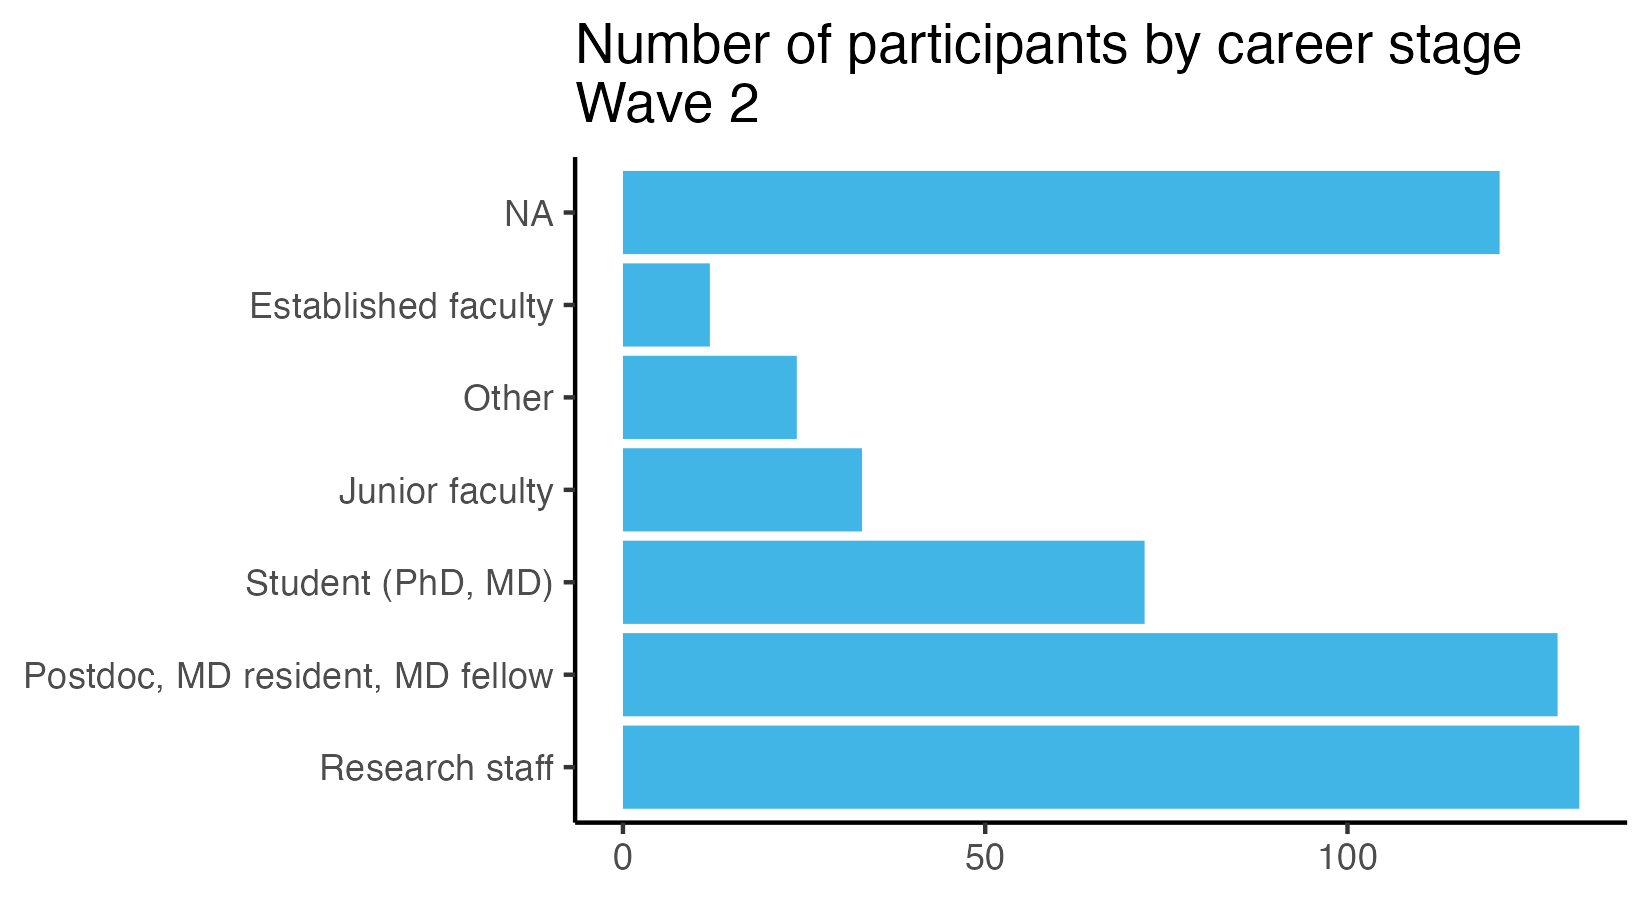 Number of participants by career stage
Wave 2
NA
Established faculty
Other
Junior faculty
Student (PhD, MD)
Postdoc, MD resident, MD fellow
Research staff
0 50 100